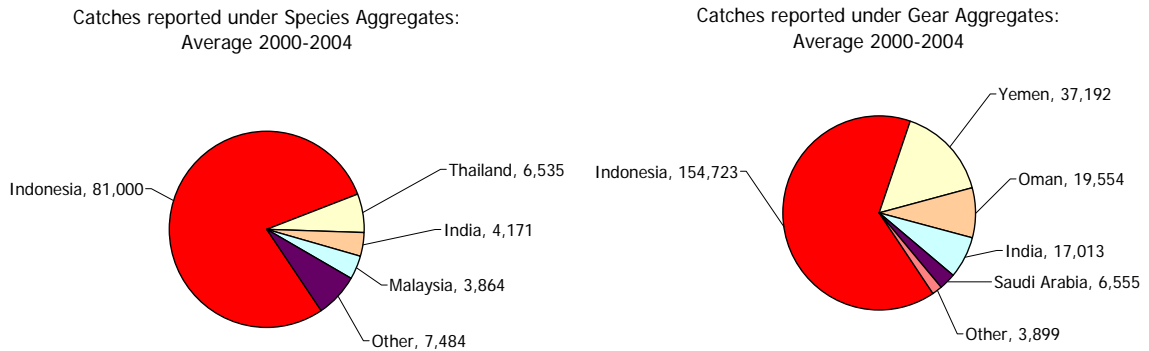 Catches reported under Species Aggregates:
Average 2000-2004
Indonesia, 81,000
Thailand, 6,535
India, 4,171
Malaysia, 3,864
Other, 7,484
Catches reported under Gear Aggregates:
Average 2000-2004
Yemen, 37,192
Indonesia, 154,723
Oman, 19,554
India, 17,013
Saudi Arabia, 6,555
Other, 3,899